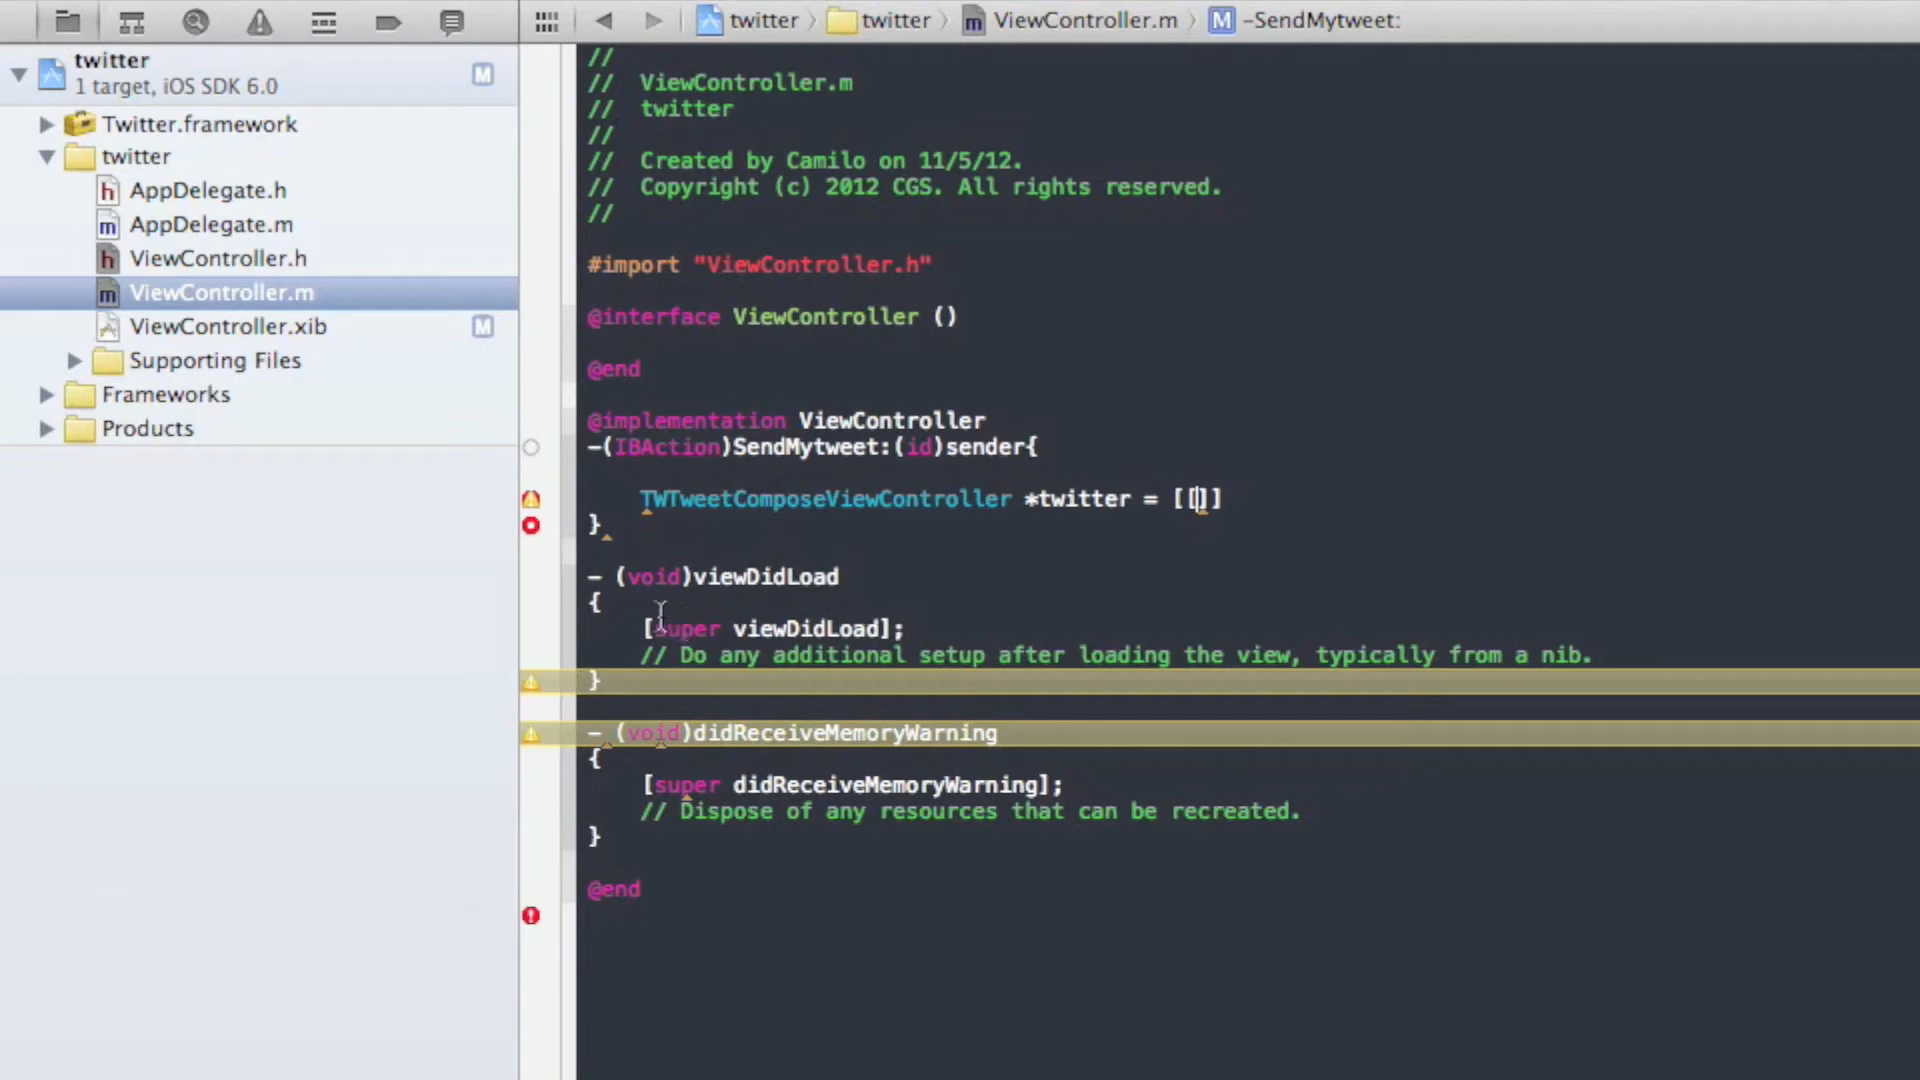 twitter
1 target, iOS SDK 6.0
M
Twitter.framework
twitter
h AppDelegate.h
m AppDelegate.m
h ViewController.h
m ViewController.m
ViewController.xib
M
Supporting Files
Frameworks
Products
twitter
twitter
m ViewController.m
M -SendMytweet:
//
//  ViewController.m
//  twitter
//
//  Created by Camilo on 11/5/12.
//  Copyright (c) 2012 CGS. All rights reserved.
//
#import "ViewController.h"
@interface ViewController ()
@end
@implementation ViewController
-(IBAction)SendMytweet:(id)sender{
TWTweetComposeViewController *twitter = [[]]
}
- (void)viewDidLoad
{
[super viewDidLoad];
// Do any additional setup after loading the view, typically from a nib.
}
- (void)didReceiveMemoryWarning
{
[super didReceiveMemoryWarning];
// Dispose of any resources that can be recreated.
}
@end